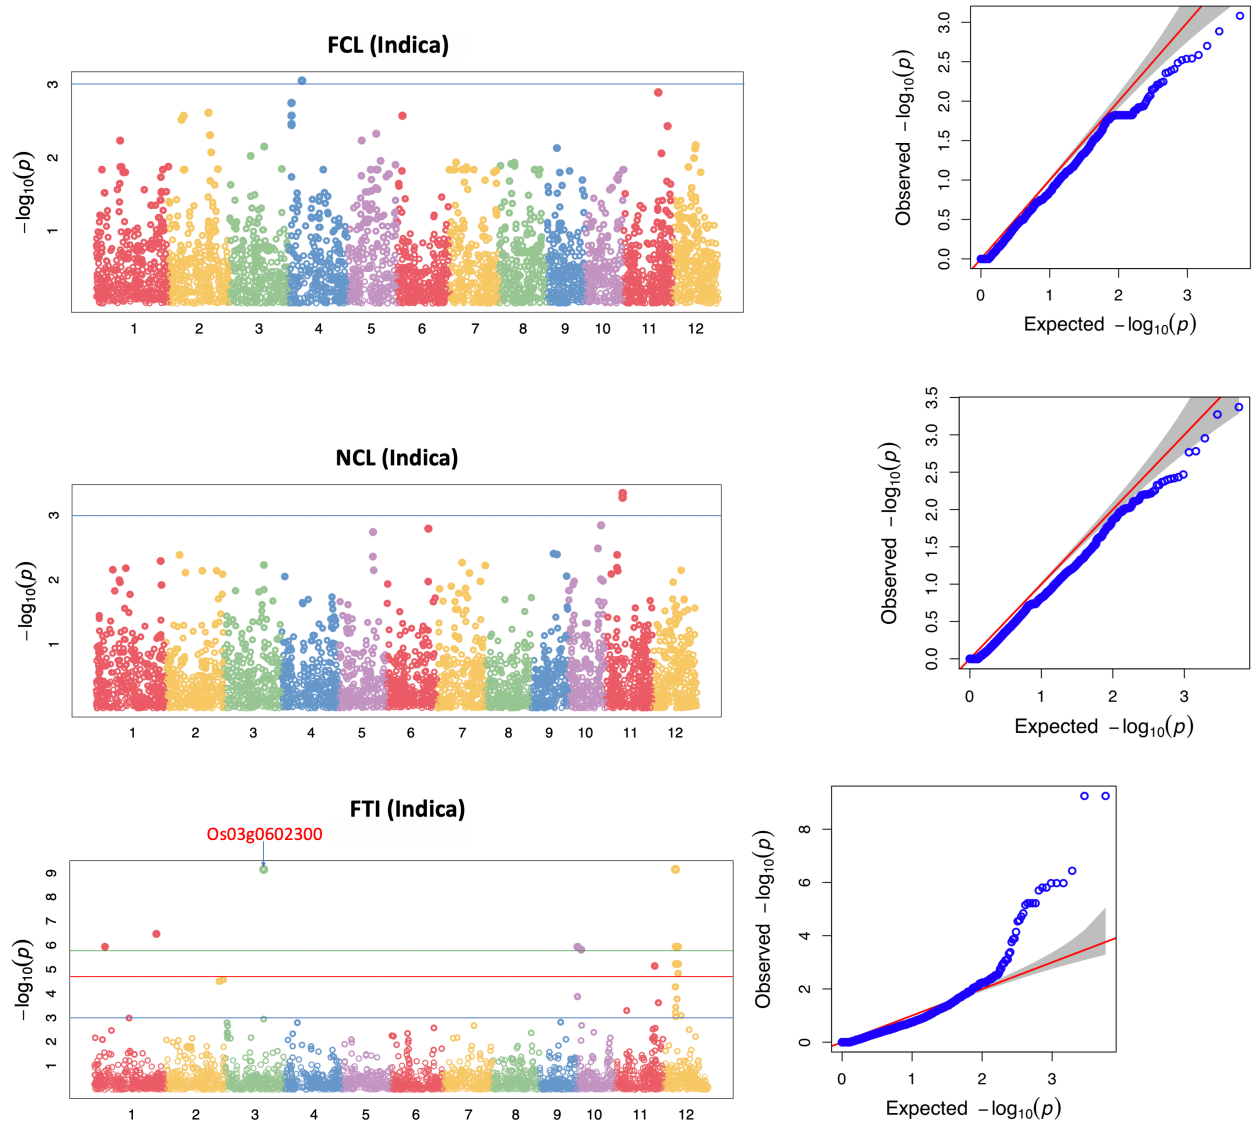 FCL (Indica)
−log10(p)
3
2
1
1 2 3 4 5 6 7 8 9 10 11 12
Observed −log10(p)
3.0
2.5
2.0
1.5
1.0
0.5
0.0
0 1 2 3
Expected −log10(p)
NCL (Indica)
−log10(p)
3
2
1
1 2 3 4 5 6 7 8 9 10 11 12
Observed −log10(p)
3.5
3.0
2.5
2.0
1.5
1.0
0.5
0.0
0 1 2 3
Expected −log10(p)
FTI (Indica)
Os03g0602300
−log10(p)
9
8
7
6
5
4
3
2
1
1 2 3 4 5 6 7 8 9 10 11 12
Observed −log10(p)
8
6
4
2
0
0 1 2 3
Expected −log10(p)